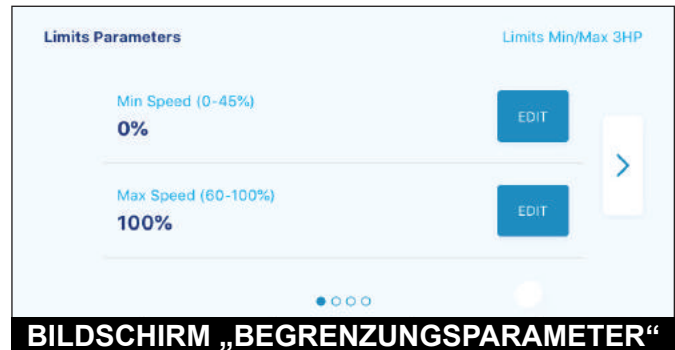 Limits Parameters Limits Min/Max 3HP
Min Speed (0-45%)
0%
EDIT
Max Speed (60-100%)
100%
EDIT
BILDSCHIRM „BEGRENZUNGSPARAMETER“